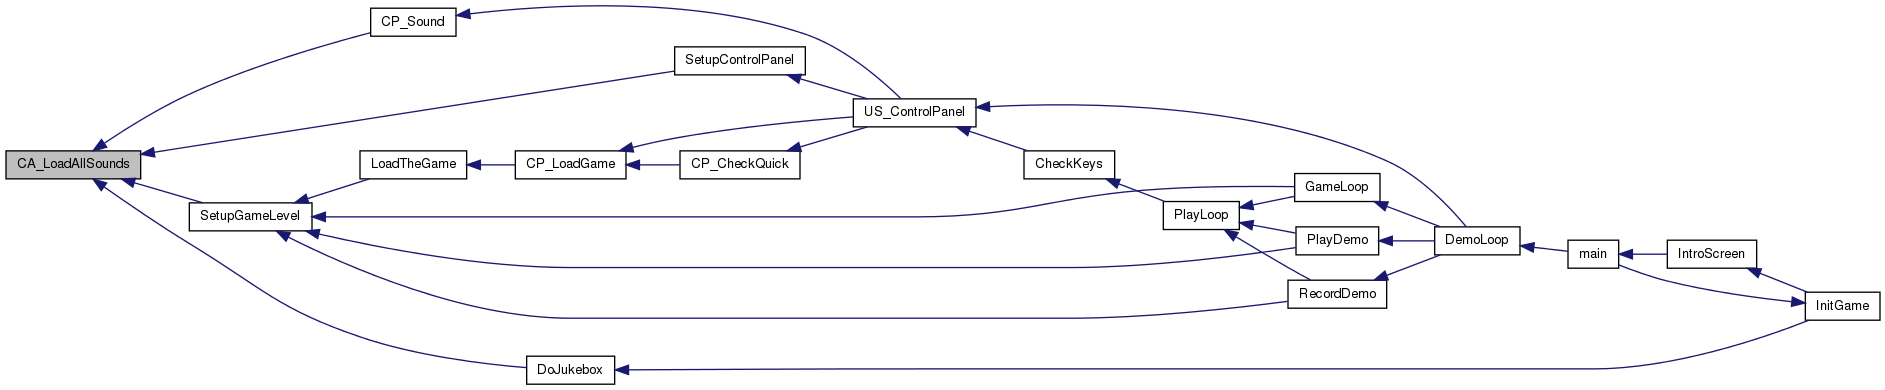 CP_Sound
SetupControlPanel
US_ControlPanel
CA_LoadAllSounds
LoadTheGame
CP_LoadGame
CP_CheckQuick
CheckKeys
GameLoop
SetupGameLevel
PlayLoop
PlayDemo
DemoLoop
main
IntroScreen
RecordDemo
InitGame
DoJukebox